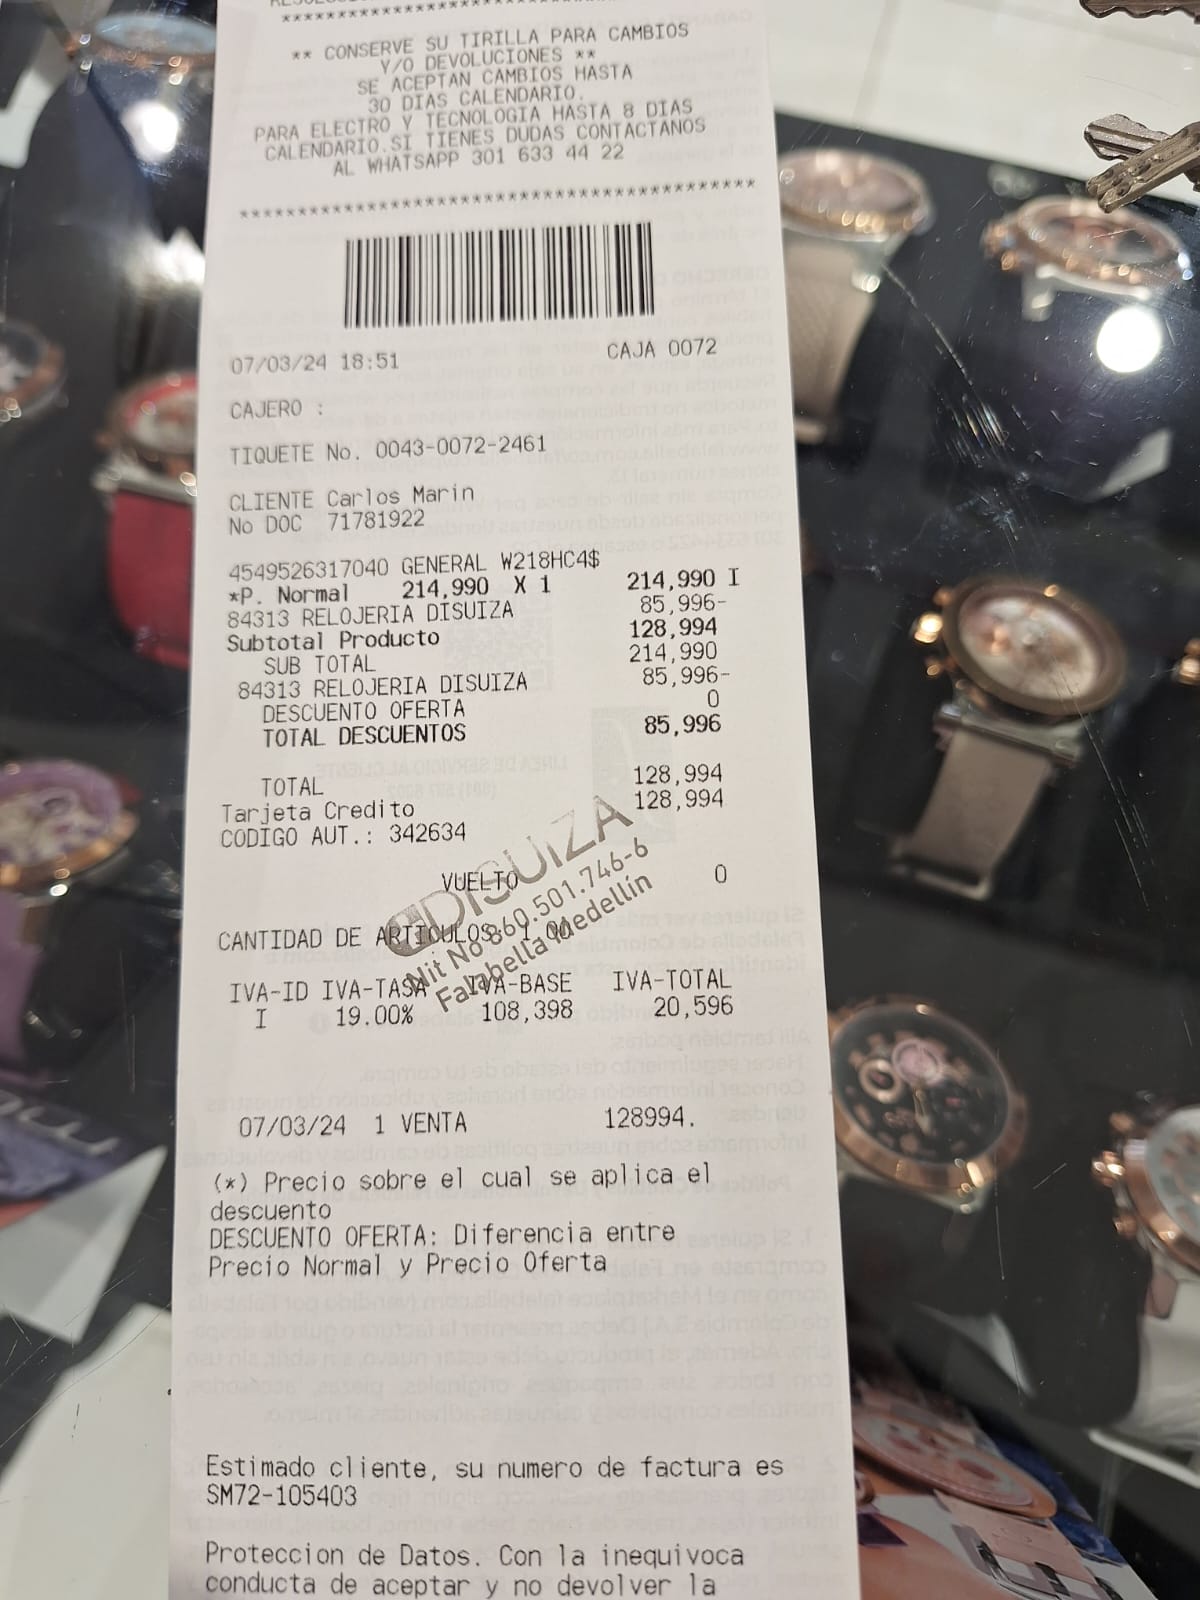 ****************************************
** CONSERVE SU TIRILLA PARA CAMBIOS
Y/O DEVOLUCIONES **
SE ACEPTAN CAMBIOS HASTA
30 DIAS CALENDARIO.
PARA ELECTRO Y TECNOLOGIA HASTA 8 DIAS
CALENDARIO.SI TIENES DUDAS CONTACTANOS
AL WHATSAPP 301 633 44 22
****************************************
07/03/24 18:51 CAJA 0072
CAJERO :
TIQUETE No. 0043-0072-2461
CLIENTE Carlos Marin
No DOC 71781922
4549526317040 GENERAL W218HC4$
*P. Normal 214,990 X 1 214,990 I
84313 RELOJERIA DISUIZA 85,996-
Subtotal Producto 128,994
SUB TOTAL 214,990
84313 RELOJERIA DISUIZA 85,996-
DESCUENTO OFERTA 0
TOTAL DESCUENTOS 85,996
TOTAL 128,994
Tarjeta Credito 128,994
CODIGO AUT.: 342634
VUELTO 0
DISUIZA
Nit No 860.501.746-6
Falabella Medellín
CANTIDAD DE ARTICULOS: 1.00
IVA-ID IVA-TASA IVA-BASE IVA-TOTAL
I 19.00% 108,398 20,596
07/03/24 1 VENTA 128994.
(*) Precio sobre el cual se aplica el
descuento
DESCUENTO OFERTA: Diferencia entre
Precio Normal y Precio Oferta
Estimado cliente, su numero de factura es
SM72-105403
Proteccion de Datos. Con la inequivoca
conducta de aceptar y no devolver la